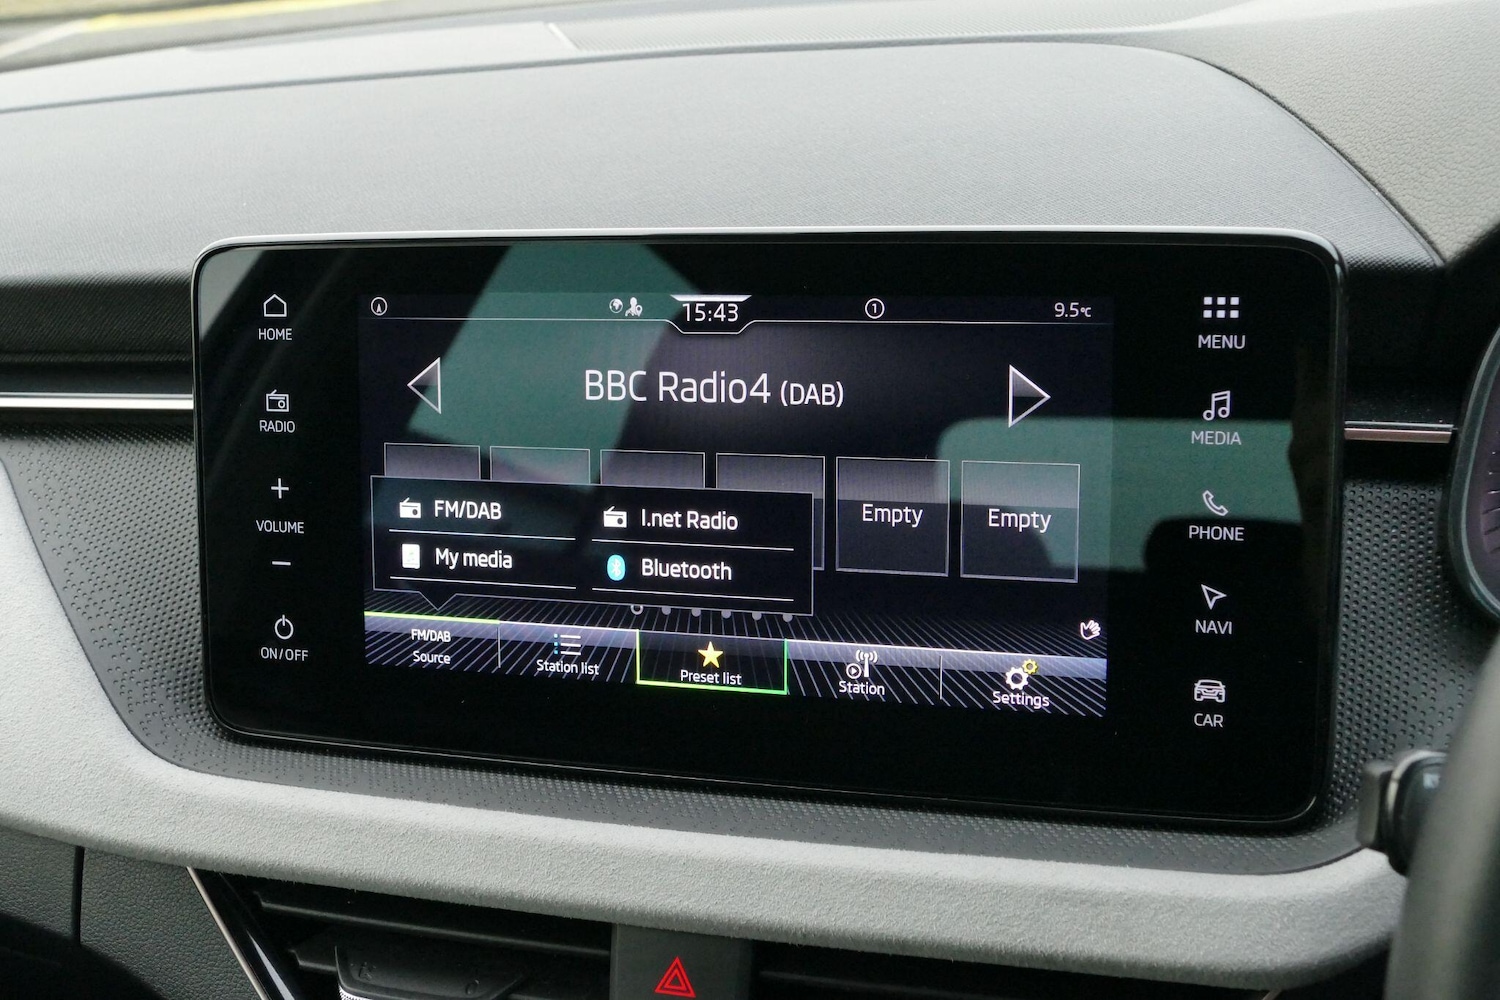 15:43
1
9.5°C
BBC Radio4 (DAB)
HOME
RADIO
+
VOLUME
−
ON/OFF
FM/DAB
I.net Radio
My media
Bluetooth
Empty
Empty
FM/DAB
Source
Station list
Preset list
Station
Settings
MENU
MEDIA
PHONE
NAVI
CAR